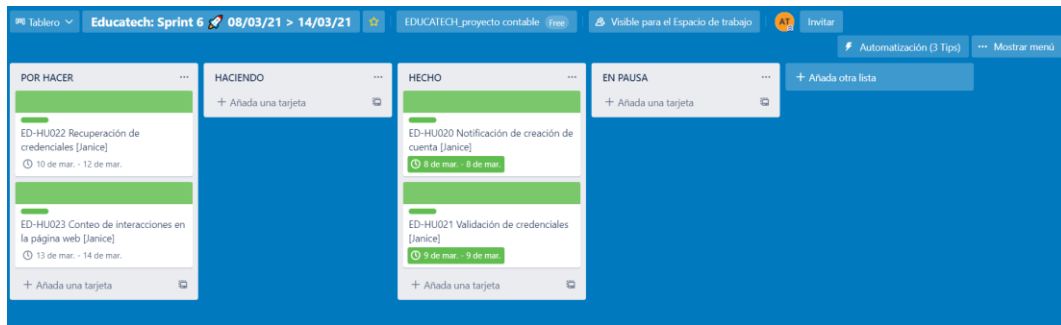 Tablero
Educatech: Sprint 6 🚀 08/03/21 > 14/03/21
EDUCATECH_proyecto contable Free
Visible para el Espacio de trabajo
AT
Invitar
Automatización (3 Tips)
... Mostrar menú
POR HACER ...
ED-HU022 Recuperación de
credenciales [Janice]
10 de mar. - 12 de mar.
ED-HU023 Conteo de interacciones en
la página web [Janice]
13 de mar. - 14 de mar.
+ Añada una tarjeta
HACIENDO ...
+ Añada una tarjeta
HECHO ...
ED-HU020 Notificación de creación de
cuenta [Janice]
8 de mar. - 8 de mar.
ED-HU021 Validación de credenciales
[Janice]
9 de mar. - 9 de mar.
+ Añada una tarjeta
EN PAUSA ...
+ Añada una tarjeta
+ Añada otra lista